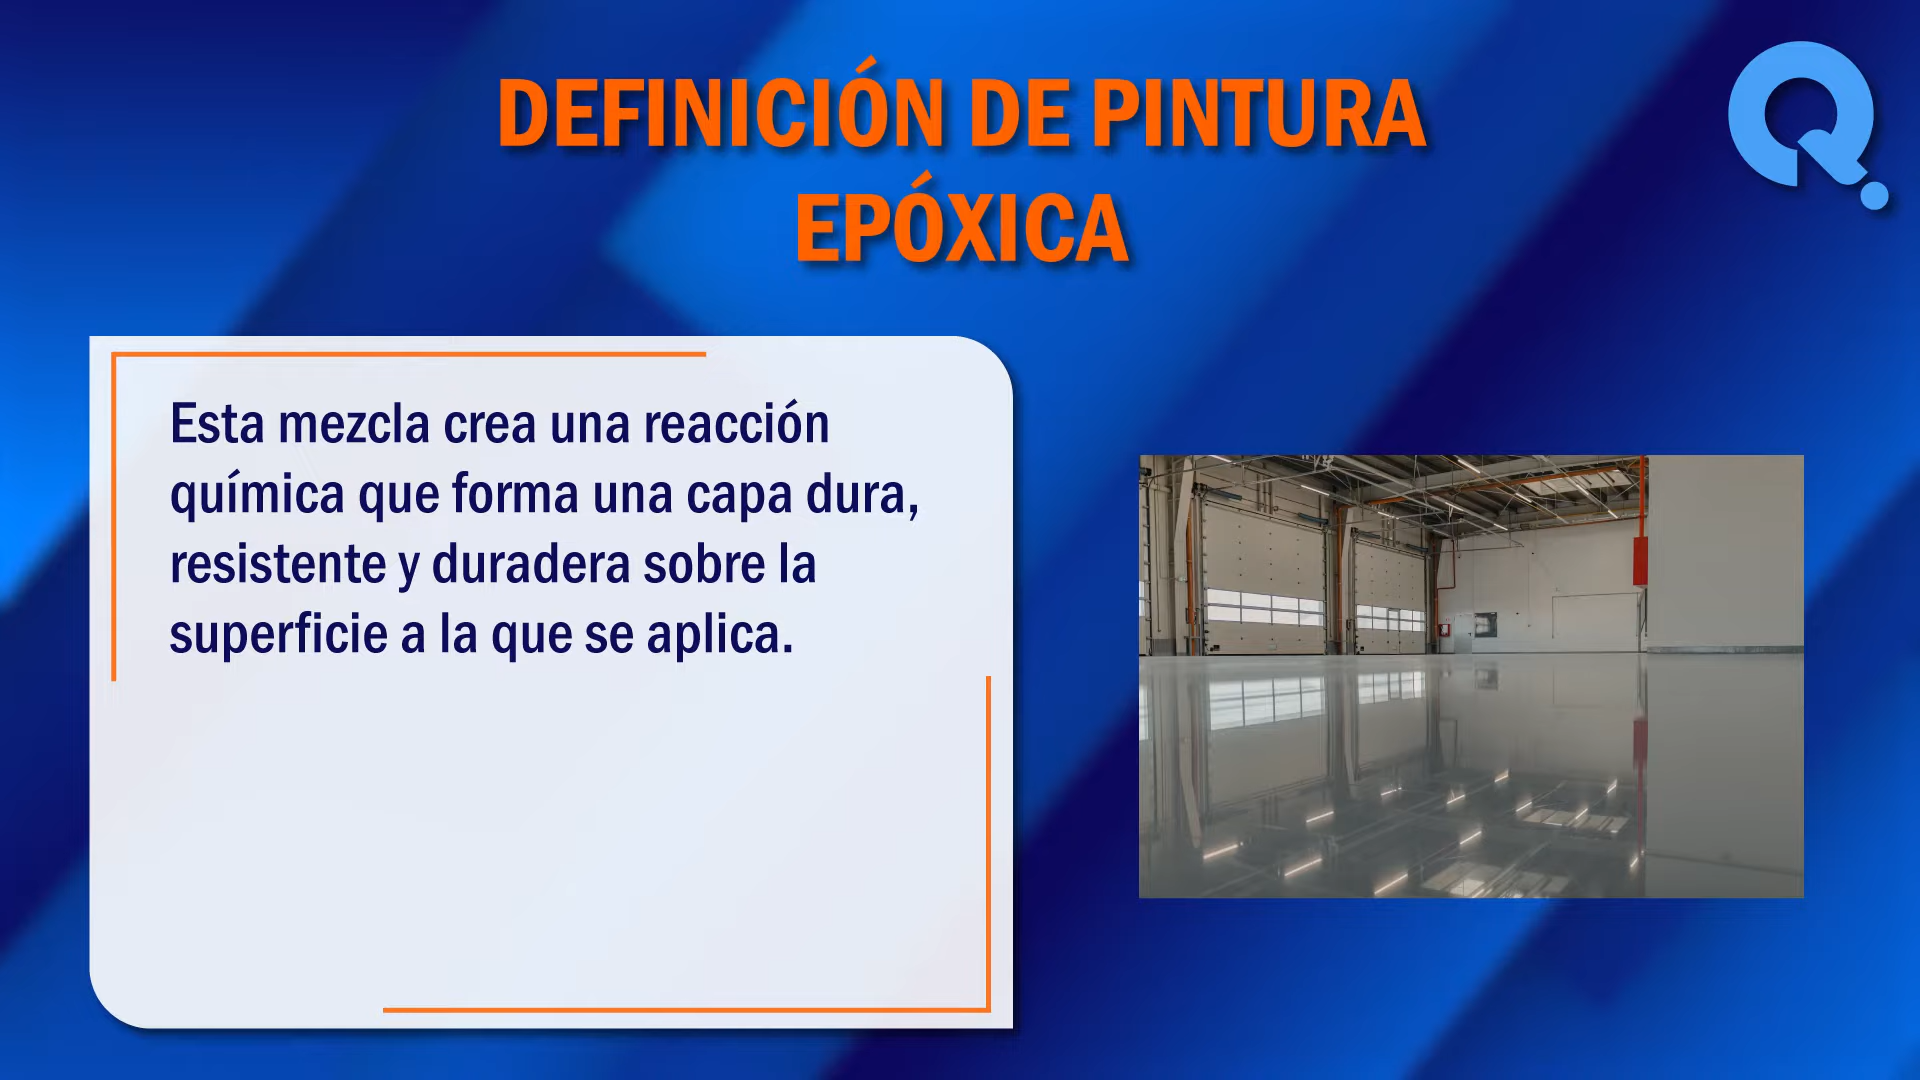 DEFINICIÓN DE PINTURA
EPÓXICA
Esta mezcla crea una reacción
química que forma una capa dura,
resistente y duradera sobre la
superficie a la que se aplica.